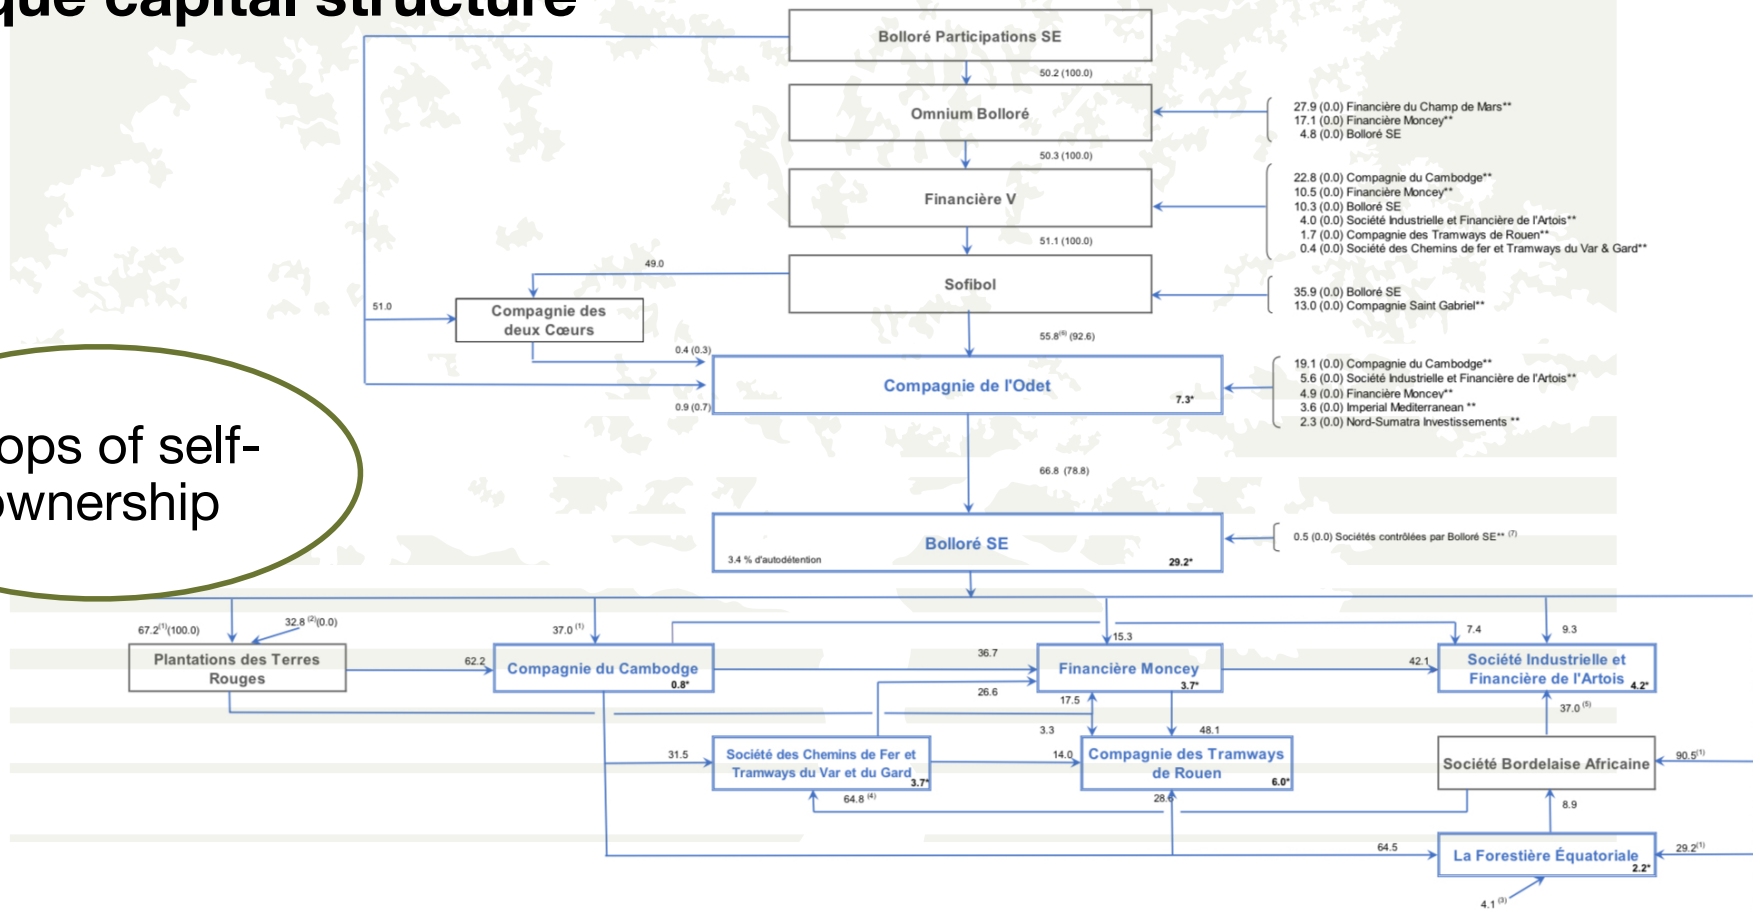 que capital structure
Bolloré Participations SE
50.2 (100.0)
Omnium Bolloré
27.9 (0.0) Financière du Champ de Mars**
17.1 (0.0) Financière Moncey**
4.8 (0.0) Bolloré SE
50.3 (100.0)
Financière V
22.8 (0.0) Compagnie du Cambodge**
10.5 (0.0) Financière Moncey**
10.3 (0.0) Bolloré SE
4.0 (0.0) Société Industrielle et Financière de l'Artois**
1.7 (0.0) Compagnie des Tramways de Rouen**
0.4 (0.0) Société des Chemins de fer et Tramways du Var & Gard**
51.1 (100.0)
49.0
Sofibol
35.9 (0.0) Bolloré SE
13.0 (0.0) Compagnie Saint Gabriel**
51.0
Compagnie des
deux Cœurs
55.8(6) (92.6)
0.4 (0.3)
0.9 (0.7)
Compagnie de l'Odet
7.3*
19.1 (0.0) Compagnie du Cambodge**
5.6 (0.0) Société Industrielle et Financière de l'Artois**
4.9 (0.0) Financière Moncey**
3.6 (0.0) Imperial Mediterranean **
2.3 (0.0) Nord-Sumatra Investissements **
ops of self-
ownership
66.8 (78.8)
Bolloré SE
3.4 % d'autodétention
29.2*
0.5 (0.0) Sociétés contrôlées par Bolloré SE** (7)
67.2(1)(100.0)
32.8 (2)(0.0)
37.0 (1)
15.3
7.4
9.3
Plantations des Terres
Rouges
62.2
Compagnie du Cambodge
0.8*
36.7
26.6
Financière Moncey
3.7*
42.1
Société Industrielle et
Financière de l'Artois
4.2*
17.5
3.3
48.1
37.0 (5)
31.5
Société des Chemins de Fer et
Tramways du Var et du Gard
3.7*
14.0
Compagnie des Tramways
de Rouen
6.0*
Société Bordelaise Africaine
90.5(1)
64.8 (4)
28.6
8.9
64.5
La Forestière Équatoriale
2.2*
29.2(1)
4.1 (3)